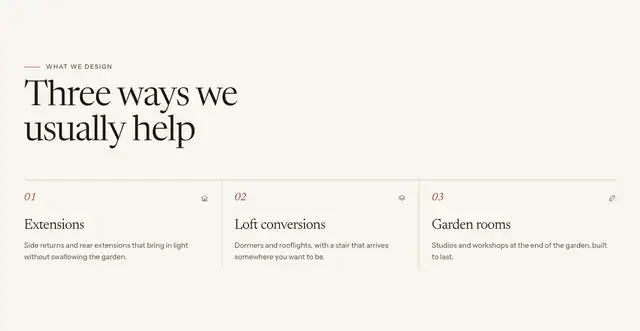 WHAT WE DESIGN
Three ways we
usually help
01
Extensions
Side returns and rear extensions that bring in light
without swallowing the garden.
02
Loft conversions
Dormers and rooflights, with a stair that arrives
somewhere you want to be.
03
Garden rooms
Studios and workshops at the end of the garden, built
to last.